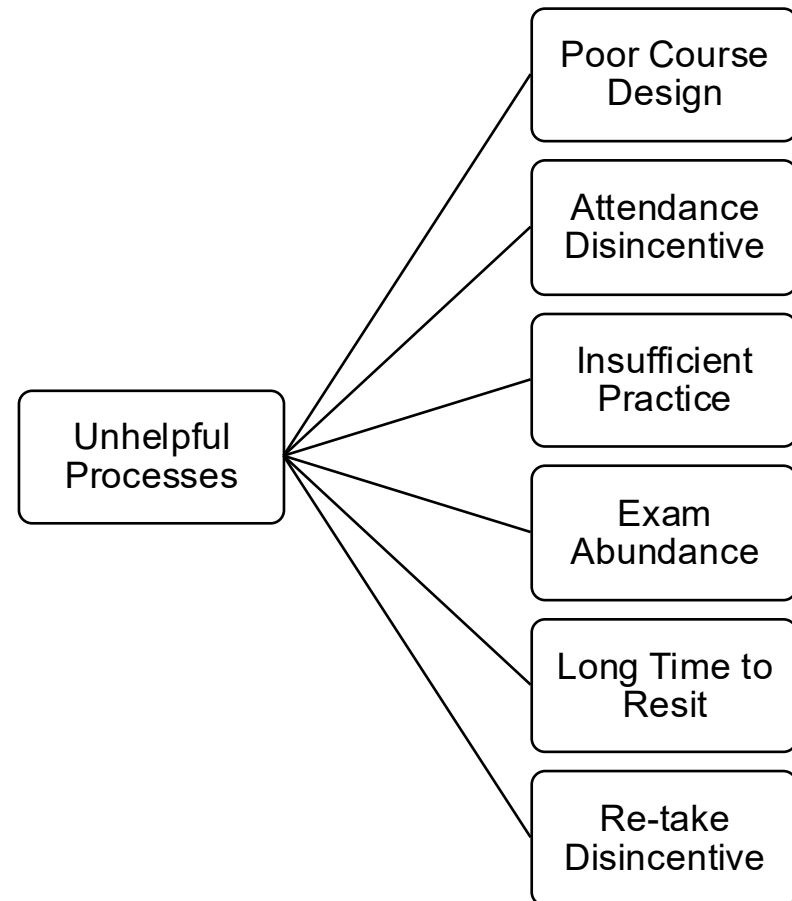 Poor Course
Design
Attendance
Disincentive
Insufficient
Practice
Unhelpful
Processes
Exam
Abundance
Long Time to
Resit
Re-take
Disincentive